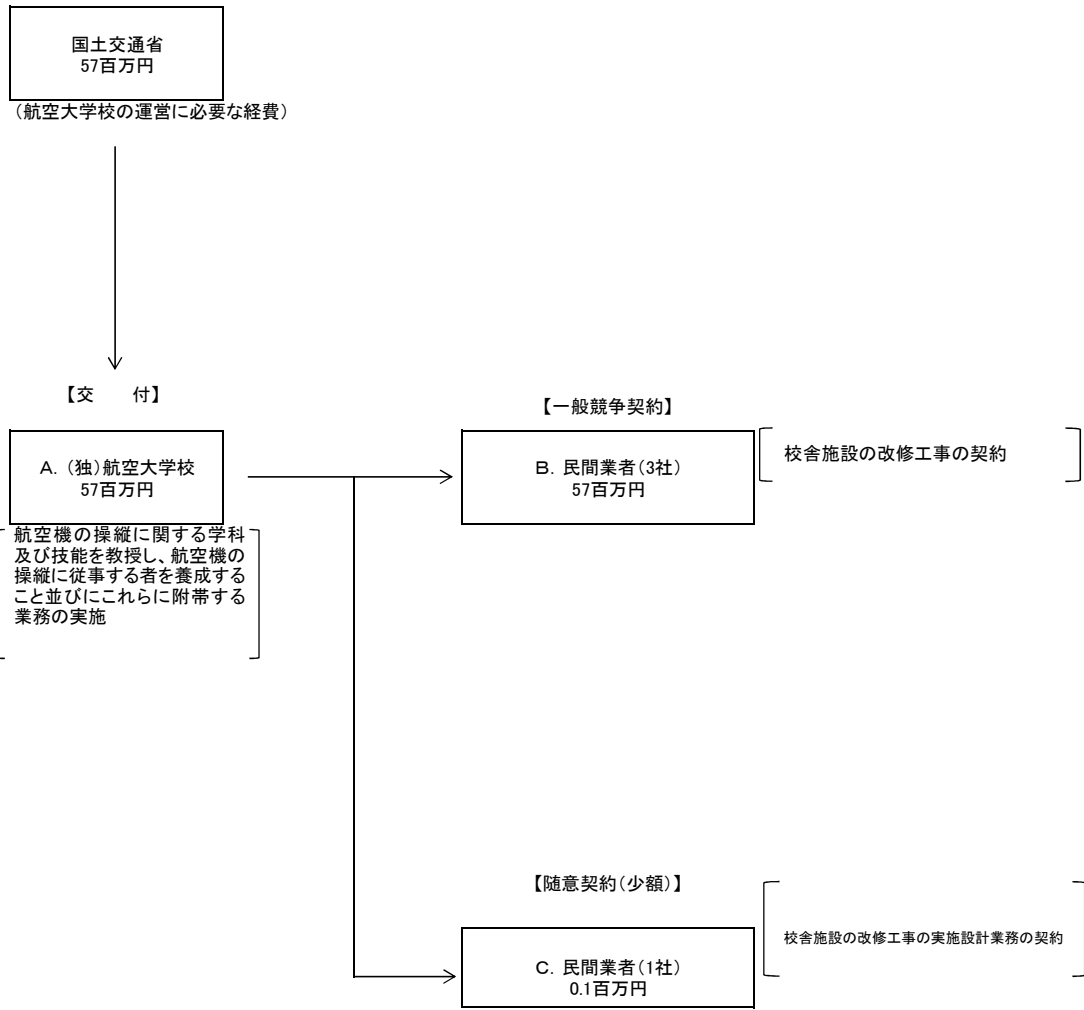 国土交通省
57百万円
（航空大学校の運営に必要な経費）
【交　　付】
A．（独）航空大学校
57百万円
航空機の操縦に関する学科
及び技能を教授し、航空機の
操縦に従事する者を養成する
こと並びにこれらに附帯する
業務の実施
【一般競争契約】
B．民間業者（3社）
57百万円
校舎施設の改修工事の契約
【随意契約（少額）】
C．民間業者（1社）
0.1百万円
校舎施設の改修工事の実施設計業務の契約